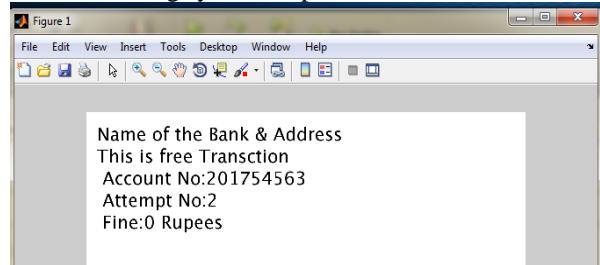 Figure 1
File Edit View Insert Tools Desktop Window Help
Name of the Bank & Address
This is free Transction
Account No:201754563
Attempt No:2
Fine:0 Rupees